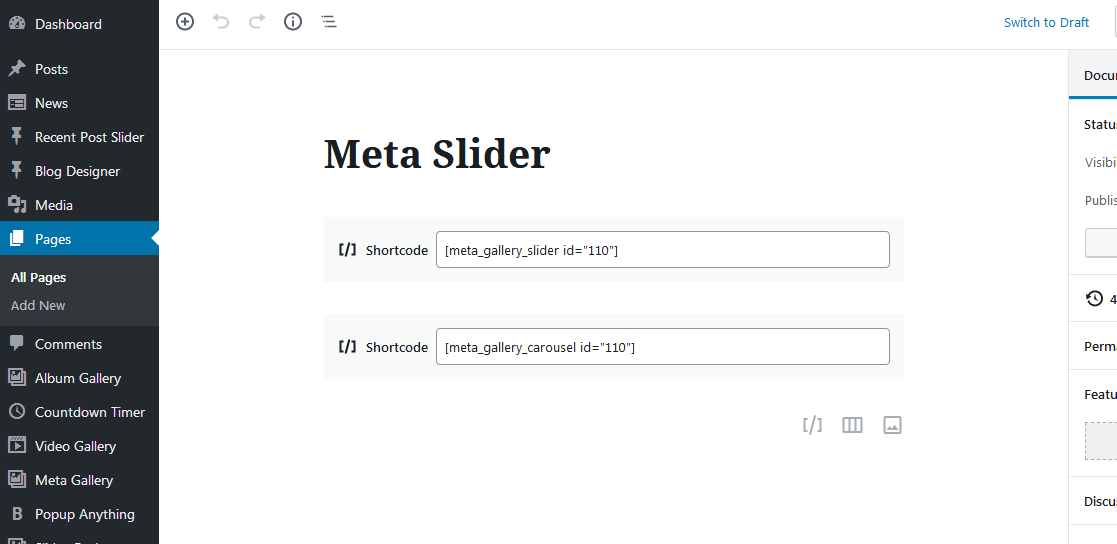 Dashboard
Posts
News
Recent Post Slider
Blog Designer
Media
Pages
All Pages
Add New
Comments
Album Gallery
Countdown Timer
Video Gallery
Meta Gallery
B Popup Anything
Switch to Draft
Meta Slider
[/] Shortcode [meta_gallery_slider id="110"]
[/] Shortcode [meta_gallery_carousel id="110"]
[/]
Docu
Statu
Visibi
Publis
4
Perma
Featu
Discu